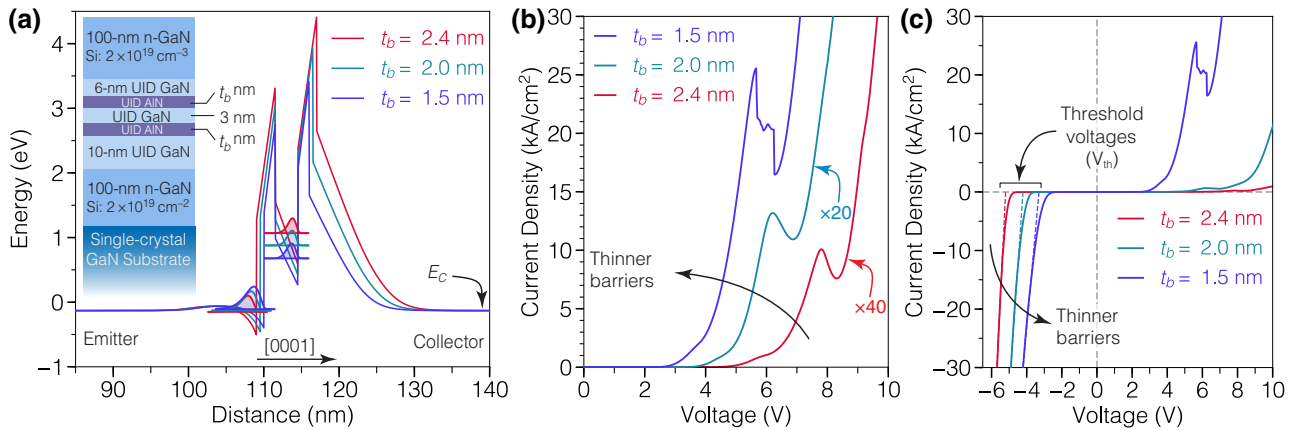 (a)
4
3
2
1
0
−1
Energy (eV)
90
100
110
120
130
140
Distance (nm)
100-nm n-GaN
Si: 2×10¹⁹ cm⁻³
6-nm UID GaN
UID AlN
UID GaN
UID AlN
10-nm UID GaN
100-nm n-GaN
Si: 2×10¹⁹ cm⁻²
Single-crystal
GaN Substrate
t_b nm
3 nm
t_b nm
t_b = 2.4 nm
t_b = 2.0 nm
t_b = 1.5 nm
E_C
Emitter
[0001]
Collector
(b)
30
25
20
15
10
5
0
Current Density (kA/cm²)
0
2
4
6
8
10
Voltage (V)
t_b = 1.5 nm
t_b = 2.0 nm
t_b = 2.4 nm
×20
×40
Thinner
barriers
(c)
30
20
10
0
−10
−20
−30
Current Density (kA/cm²)
−6
−4
−2
0
2
4
6
8
10
Voltage (V)
Threshold
voltages
(V_th)
t_b = 2.4 nm
t_b = 2.0 nm
t_b = 1.5 nm
Thinner
barriers